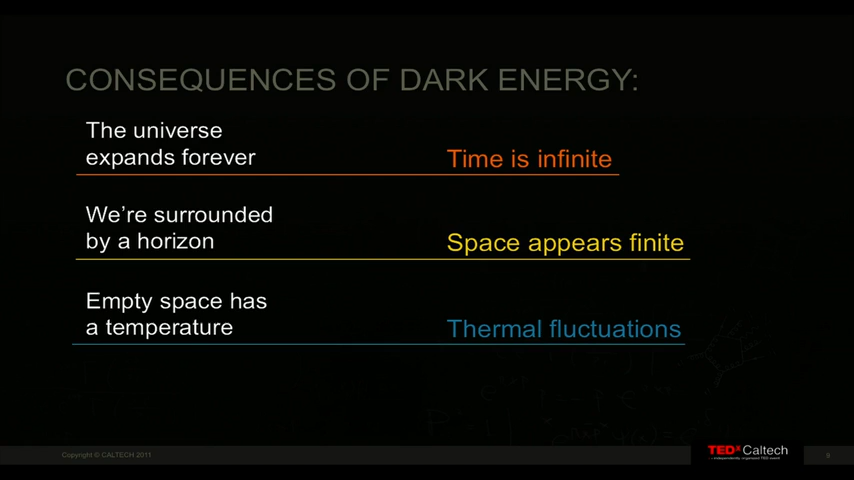 CONSEQUENCES OF DARK ENERGY:
The universe
expands forever
Time is infinite
We're surrounded
by a horizon
Space appears finite
Empty space has
a temperature
Thermal fluctuations
Copyright © CALTECH 2011
TEDx Caltech